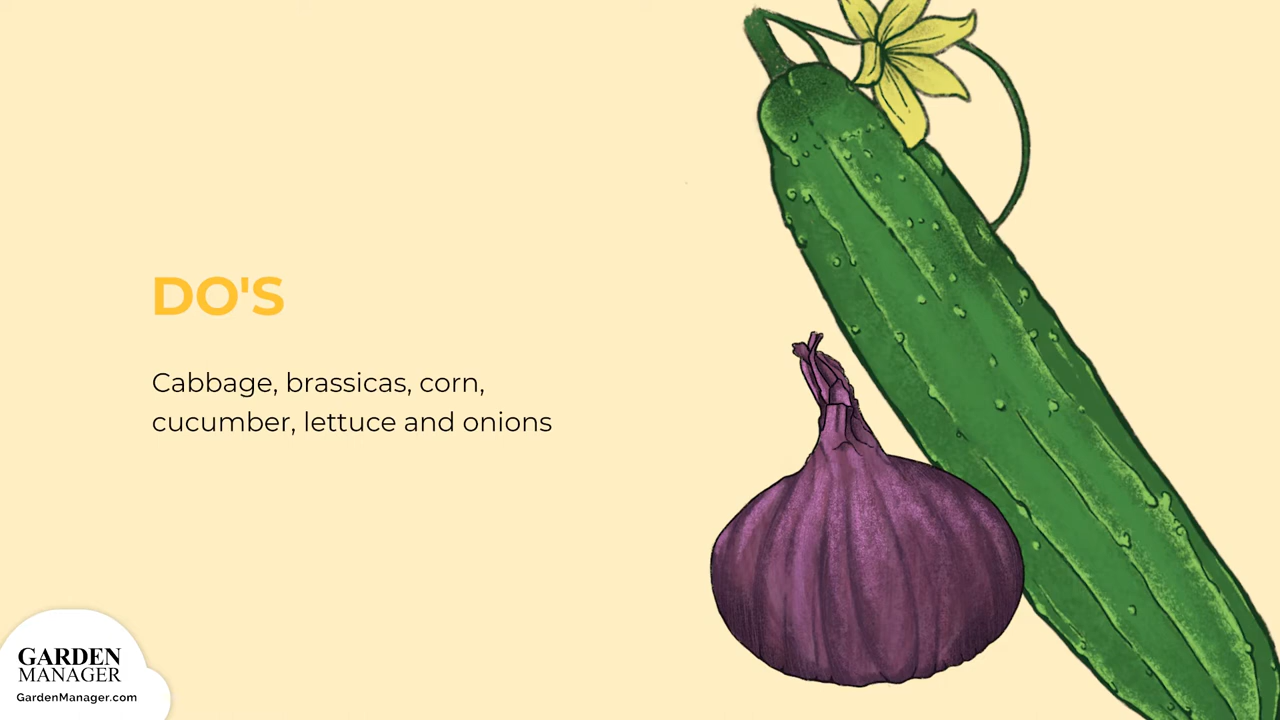 DO'S
Cabbage, brassicas, corn,
cucumber, lettuce and onions
GARDEN
MANAGER
GardenManager.com